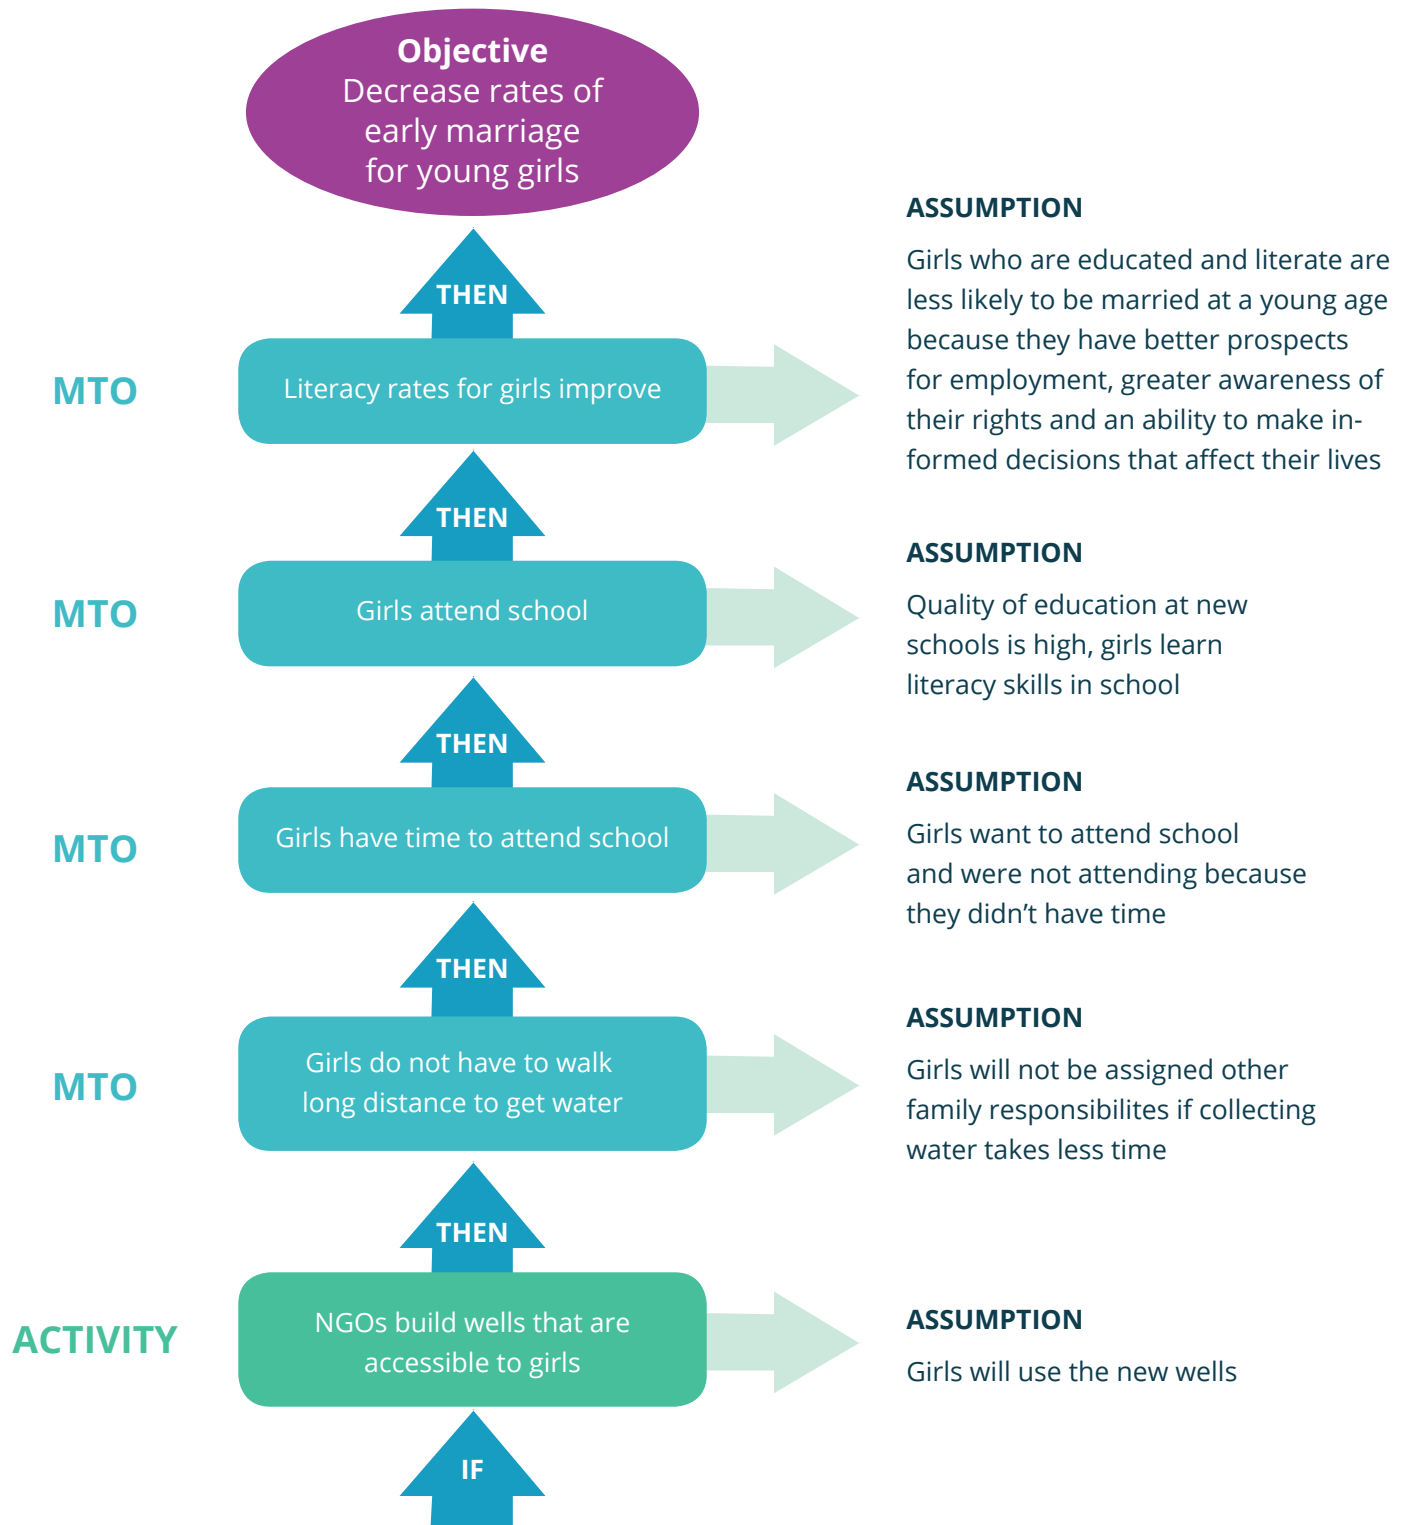 Objective
Decrease rates of
early marriage
for young girls
THEN
MTO
Literacy rates for girls improve
ASSUMPTION
Girls who are educated and literate are
less likely to be married at a young age
because they have better prospects
for employment, greater awareness of
their rights and an ability to make in-
formed decisions that affect their lives
THEN
MTO
Girls attend school
ASSUMPTION
Quality of education at new
schools is high, girls learn
literacy skills in school
THEN
MTO
Girls have time to attend school
ASSUMPTION
Girls want to attend school
and were not attending because
they didn’t have time
THEN
MTO
Girls do not have to walk
long distance to get water
ASSUMPTION
Girls will not be assigned other
family responsibilites if collecting
water takes less time
THEN
ACTIVITY
NGOs build wells that are
accessible to girls
ASSUMPTION
Girls will use the new wells
IF